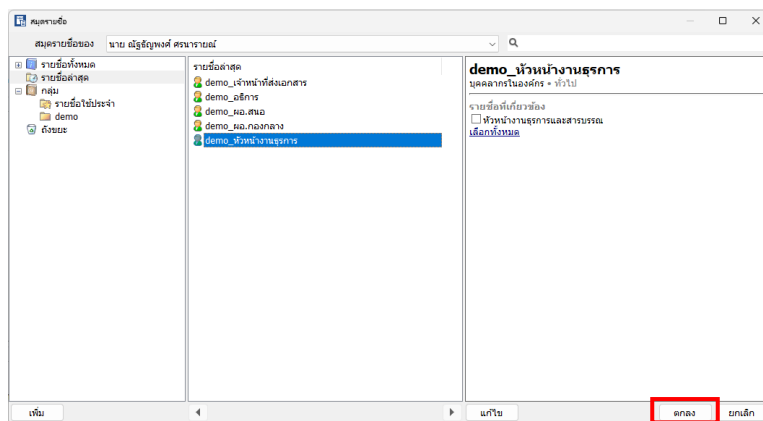 สมุดรายชื่อ
สมุดรายชื่อของ นาย ณัฐธัญพงศ์ ศรนารายณ์
รายชื่อทั้งหมด
รายชื่อล่าสุด
กลุ่ม
รายชื่อใช้ประจำ
demo
ถังขยะ
รายชื่อล่าสุด
demo_เจ้าหน้าที่ส่งเอกสาร
demo_อธิการ
demo_ผอ.สนอ
demo_ผอ.กองกลาง
demo_หัวหน้างานธุรการ
demo_หัวหน้างานธุรการ
บุคคลากรในองค์กร • ทั่วไป
รายชื่อที่เกี่ยวข้อง
หัวหน้างานธุรการและสารบรรณ
เลือกทั้งหมด
เพิ่ม
แก้ไข
ตกลง
ยกเลิก